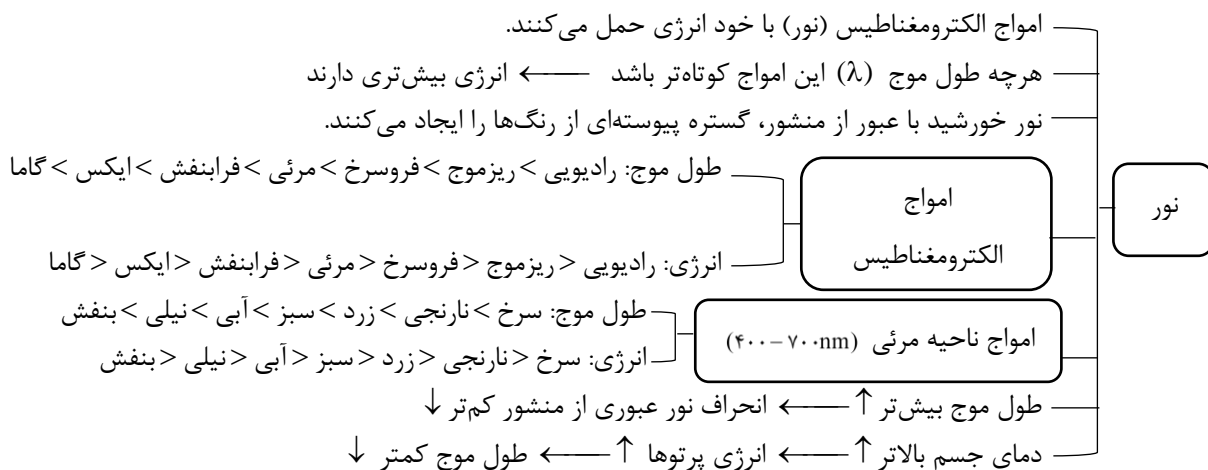 امواج الکترومغناطیس (نور) با خود انرژی حمل می‌کنند.
هرچه طول موج (λ) این امواج کوتاه‌تر باشد ← انرژی بیش‌تری دارند
نور خورشید با عبور از منشور، گستره پیوسته‌ای از رنگ‌ها را ایجاد می‌کنند.
نور
امواج
الکترومغناطیس
طول موج: رادیویی > ریزموج > فروسرخ > مرئی > فرابنفش > ایکس > گاما
انرژی: رادیویی < ریزموج < فروسرخ < مرئی < فرابنفش < ایکس < گاما
امواج ناحیه مرئی (۴۰۰–۷۰۰nm)
طول موج: سرخ > نارنجی > زرد > سبز > آبی > نیلی > بنفش
انرژی: سرخ < نارنجی < زرد < سبز < آبی < نیلی < بنفش
طول موج بیش‌تر ↑ ← انحراف نور عبوری از منشور کم‌تر ↓
دمای جسم بالاتر ↑ ← انرژی پرتوها ↑ ← طول موج کمتر ↓